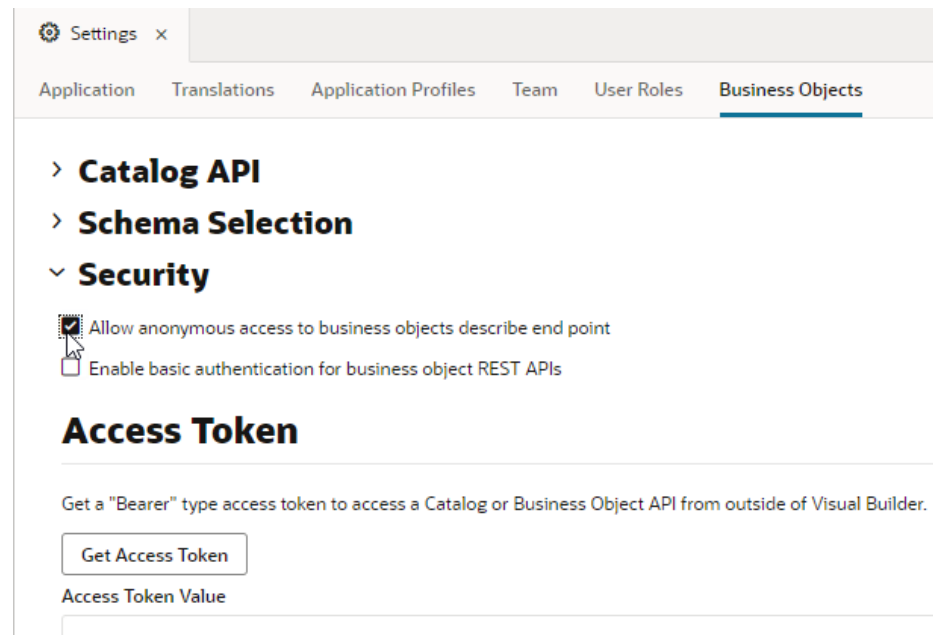 Settings
Application Translations Application Profiles Team User Roles Business Objects
Catalog API
Schema Selection
Security
Allow anonymous access to business objects describe end point
Enable basic authentication for business object REST APIs
Access Token
Get a "Bearer" type access token to access a Catalog or Business Object API from outside of Visual Builder.
Get Access Token
Access Token Value